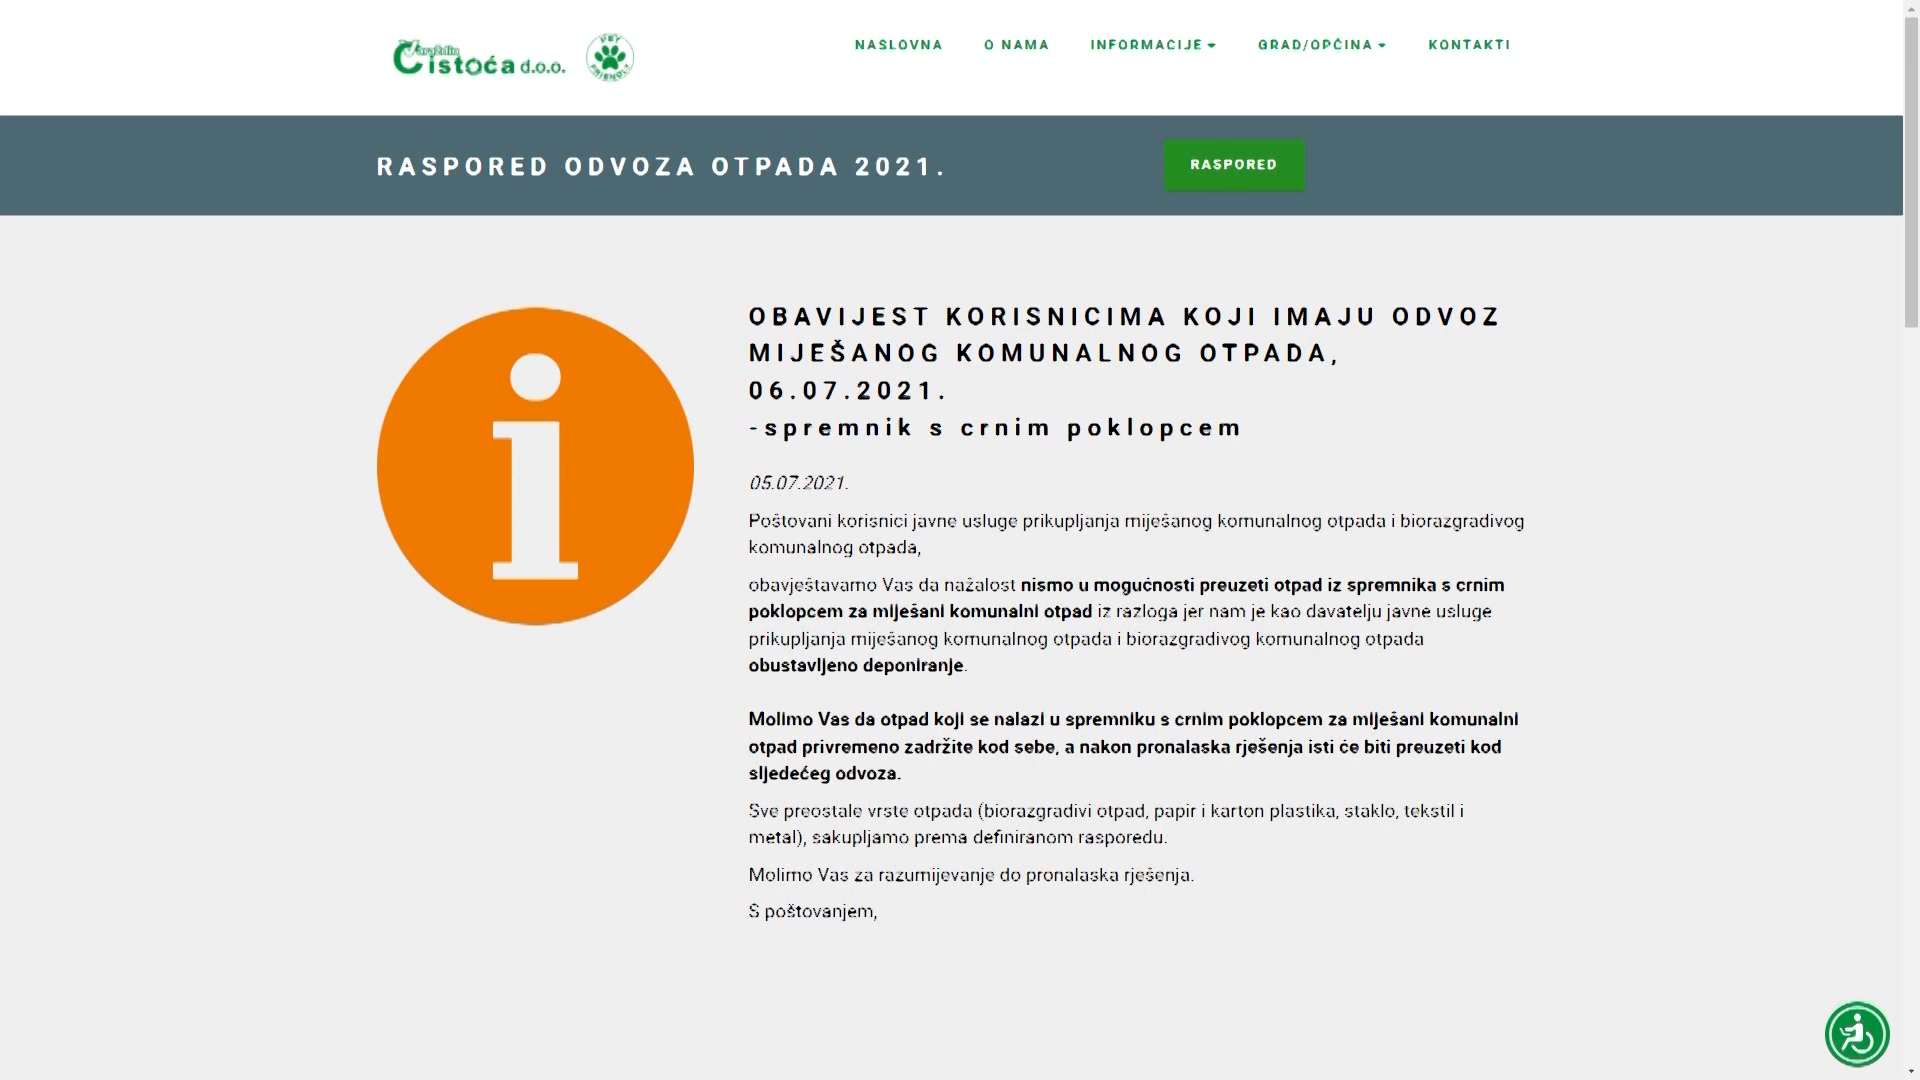 Varaždin
Čistoća d.o.o.
PET FRIENDLY
NASLOVNA O NAMA INFORMACIJE GRAD/OPĆINA KONTAKTI
RASPORED ODVOZA OTPADA 2021.
RASPORED
OBAVIJEST KORISNICIMA KOJI IMAJU ODVOZ
MIJEŠANOG KOMUNALNOG OTPADA,
06.07.2021.
-spremnik s crnim poklopcem
05.07.2021.
Poštovani korisnici javne usluge prikupljanja miješanog komunalnog otpada i biorazgradivog
komunalnog otpada,
obavještavamo Vas da nažalost nismo u mogućnosti preuzeti otpad iz spremnika s crnim
poklopcem za miješani komunalni otpad iz razloga jer nam je kao davatelju javne usluge
prikupljanja miješanog komunalnog otpada i biorazgradivog komunalnog otpada
obustavljeno deponiranje.
Molimo Vas da otpad koji se nalazi u spremniku s crnim poklopcem za miješani komunalni
otpad privremeno zadržite kod sebe, a nakon pronalaska rješenja isti će biti preuzeti kod
sljedećeg odvoza.
Sve preostale vrste otpada (biorazgradivi otpad, papir i karton plastika, staklo, tekstil i
metal), sakupljamo prema definiranom rasporedu.
Molimo Vas za razumijevanje do pronalaska rješenja.
S poštovanjem,